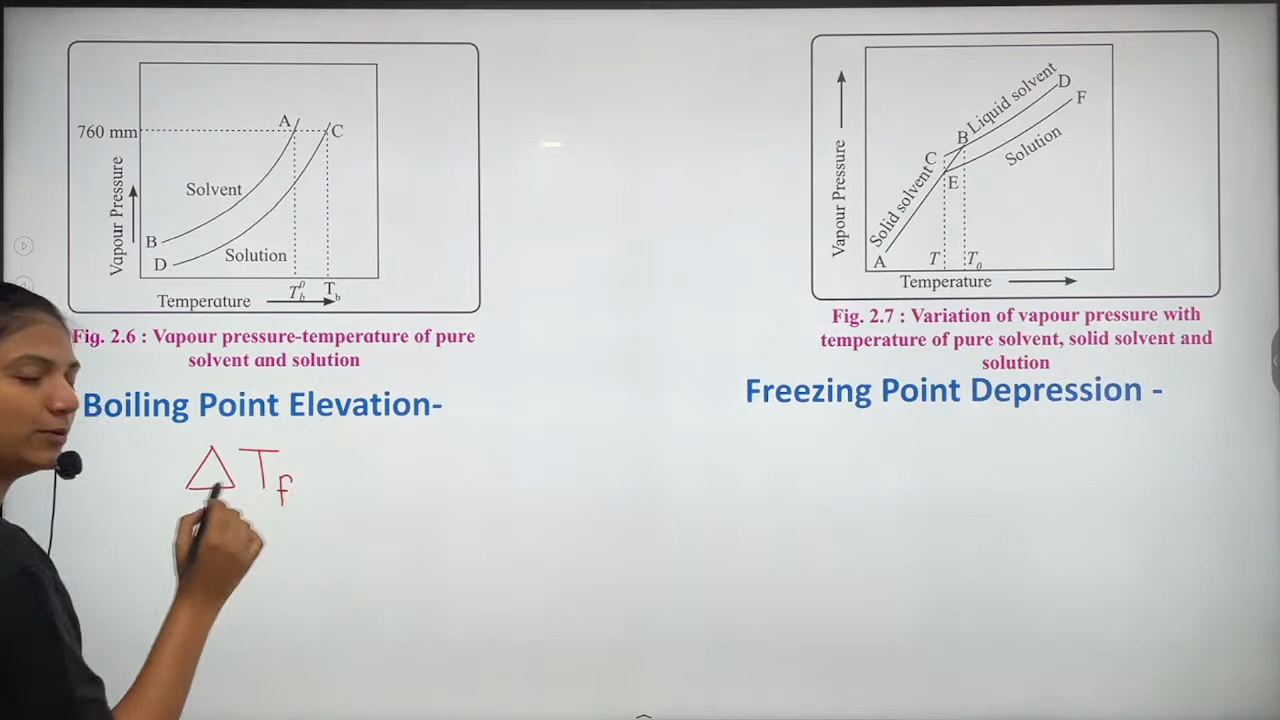 760 mm
A
C
Solvent
Vapour Pressure
B
D
Solution
T_b^0
T_b
Temperature
Fig. 2.6 : Vapour pressure-temperature of pure
solvent and solution
Boiling Point Elevation-
Δ T_f
Vapour Pressure
Solid solvent
Liquid solvent
D
F
B
C
Solution
E
A
T
T_0
Temperature
Fig. 2.7 : Variation of vapour pressure with
temperature of pure solvent, solid solvent and
solution
Freezing Point Depression -